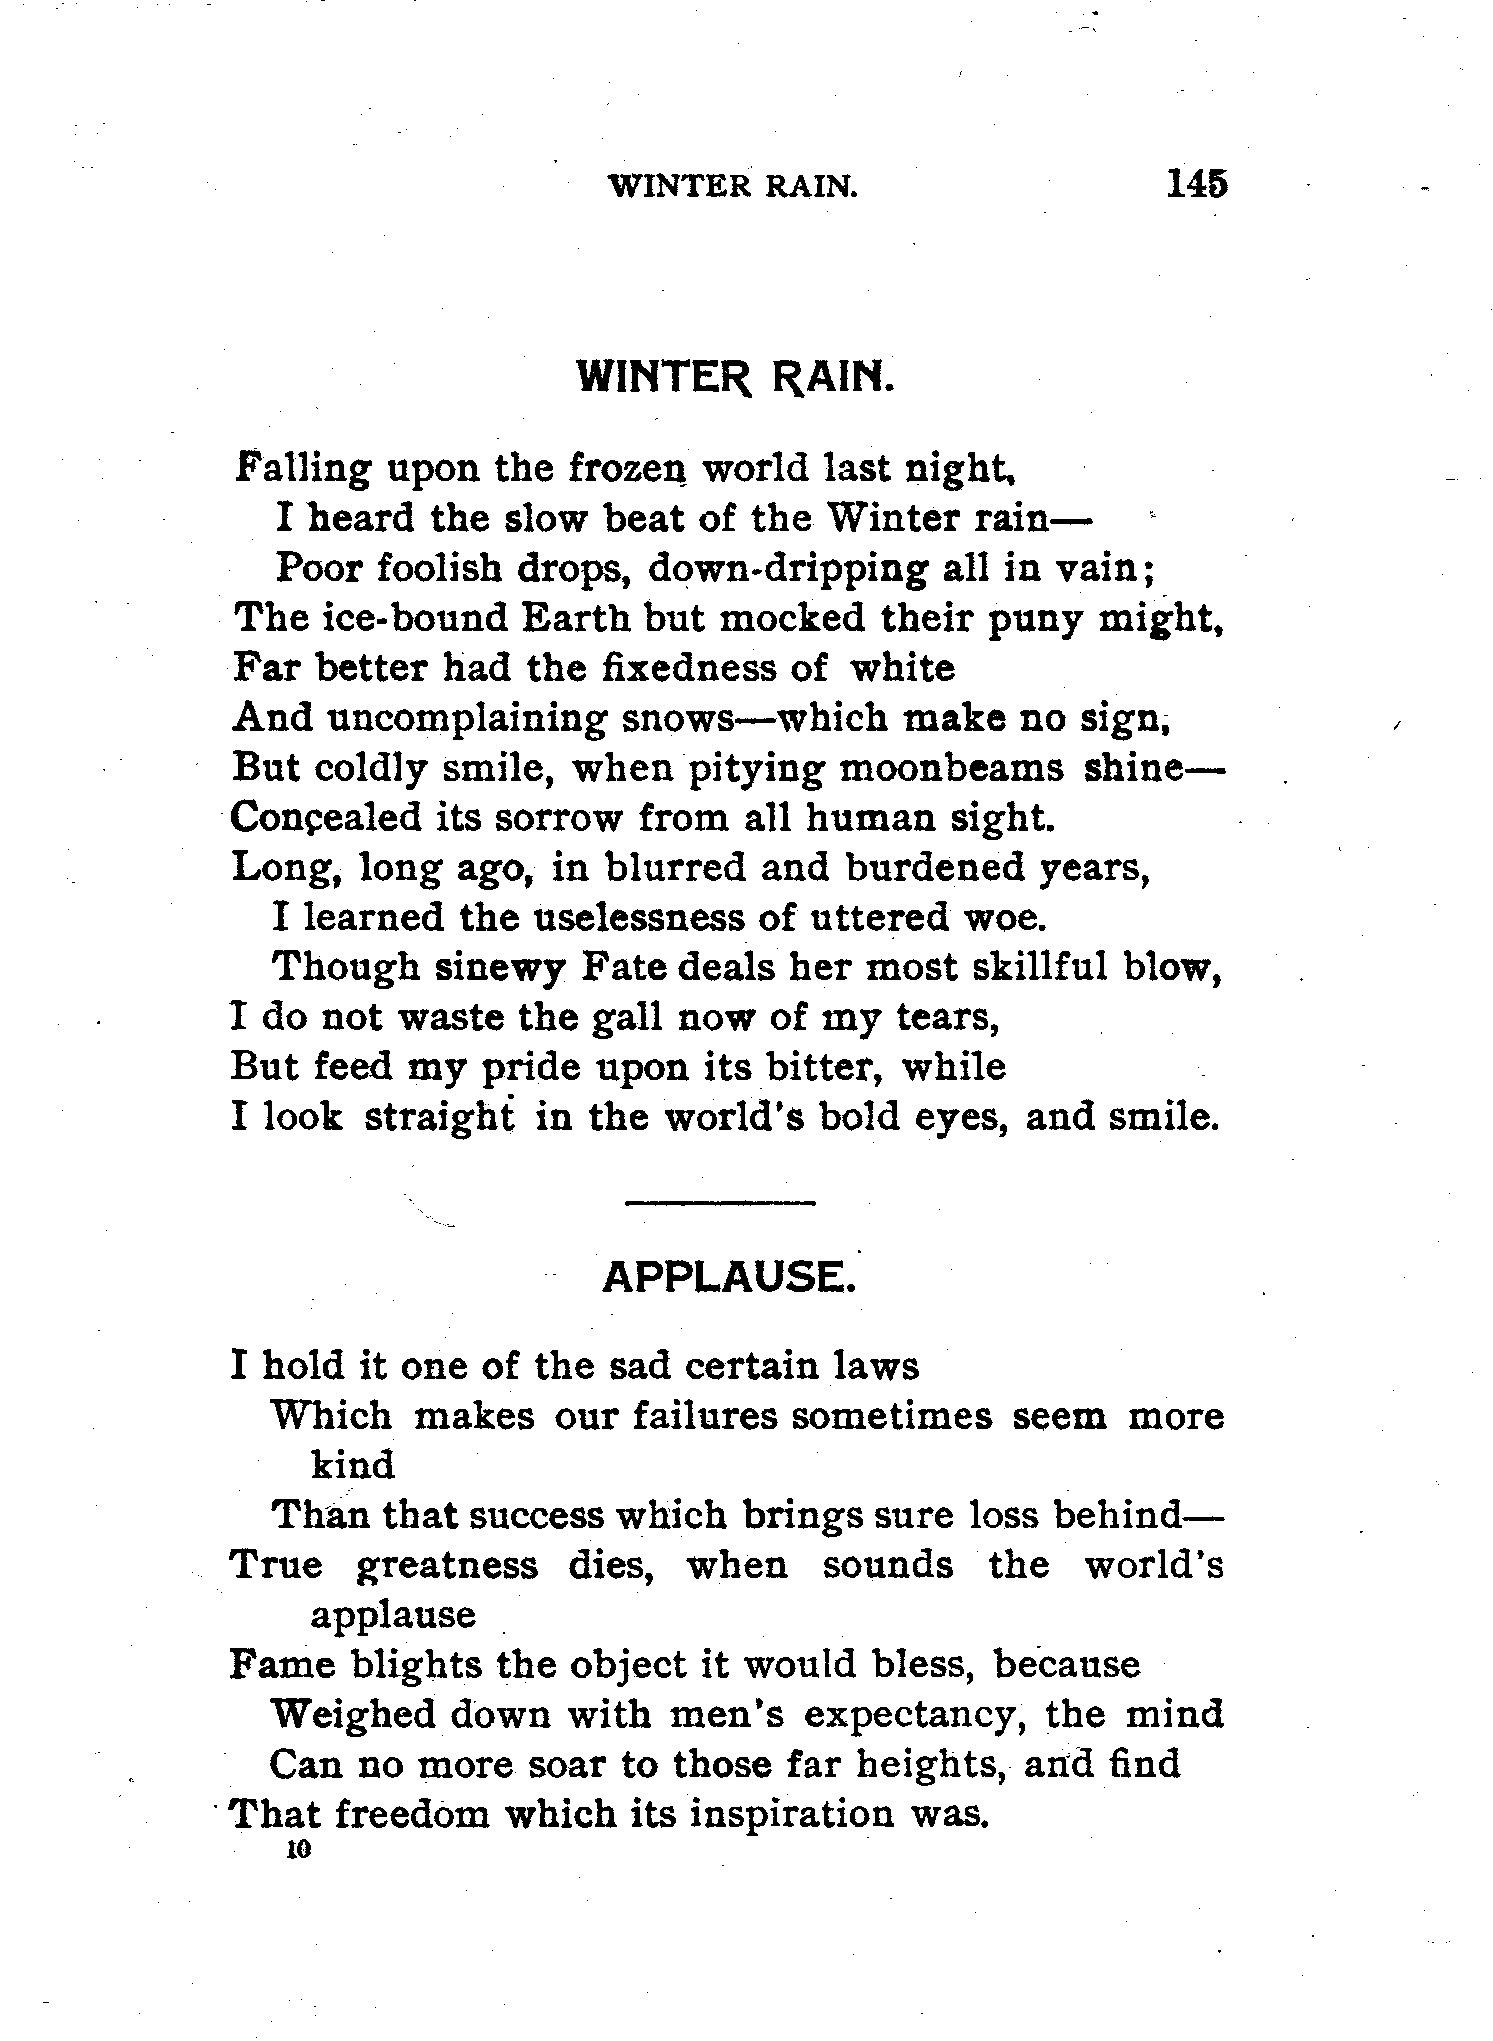 WINTER RAIN. 145
WINTER RAIN.
Falling upon the frozen world last night,
I heard the slow beat of the Winter rain—
Poor foolish drops, down-dripping all in vain;
The ice-bound Earth but mocked their puny might,
Far better had the fixedness of white
And uncomplaining snows—which make no sign,
But coldly smile, when pitying moonbeams shine—
Concealed its sorrow from all human sight.
Long, long ago, in blurred and burdened years,
I learned the uselessness of uttered woe.
Though sinewy Fate deals her most skillful blow,
I do not waste the gall now of my tears,
But feed my pride upon its bitter, while
I look straight in the world's bold eyes, and smile.
APPLAUSE.
I hold it one of the sad certain laws
Which makes our failures sometimes seem more
kind
Than that success which brings sure loss behind—
True greatness dies, when sounds the world's
applause
Fame blights the object it would bless, because
Weighed down with men's expectancy, the mind
Can no more soar to those far heights, and find
That freedom which its inspiration was.
10